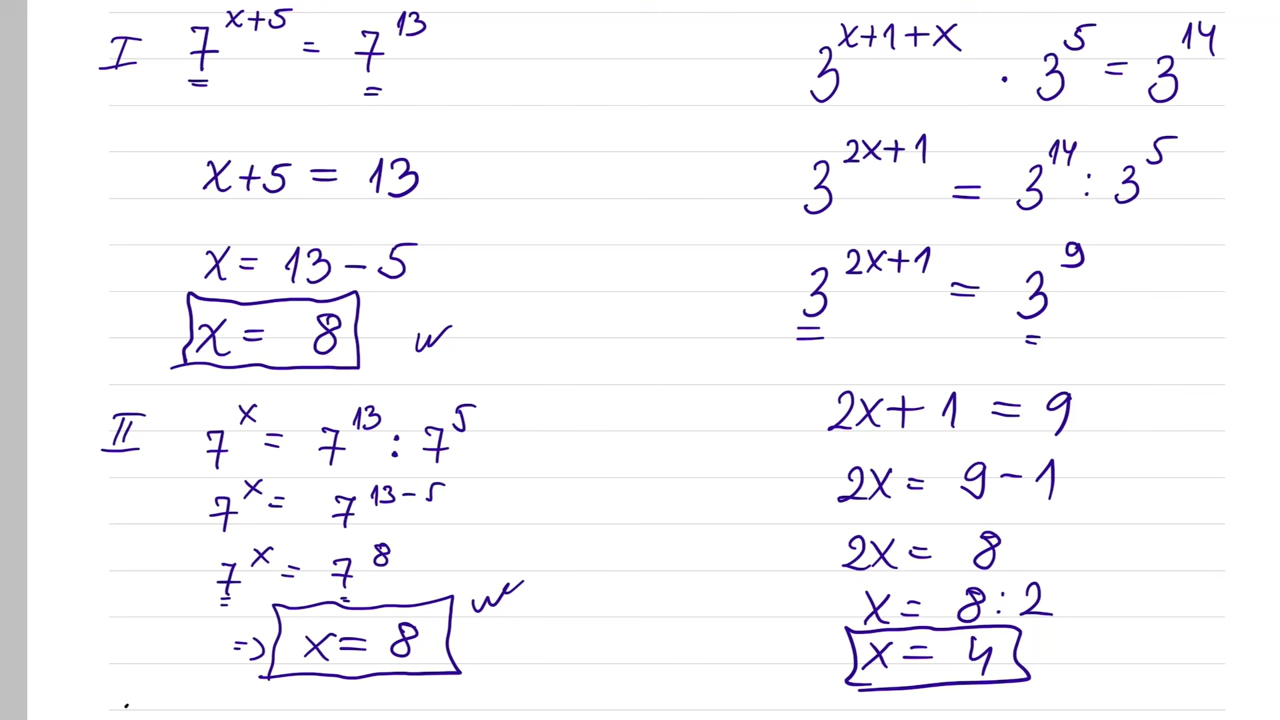 I 7^{x+5} = 7^{13}
x+5 = 13
x = 13 - 5
x = 8
II 7^x = 7^{13} : 7^5
7^x = 7^{13-5}
7^x = 7^8
=> x = 8
3^{x+1+x} · 3^5 = 3^{14}
3^{2x+1} = 3^{14} : 3^5
3^{2x+1} = 3^9
2x + 1 = 9
2x = 9 - 1
2x = 8
x = 8 : 2
x = 4